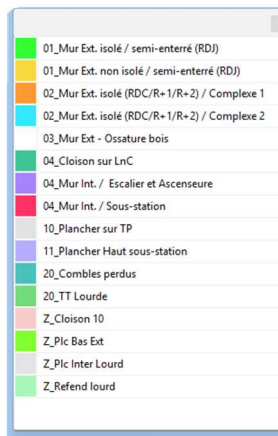 01_Mur Ext. isolé / semi-enterré (RDJ)
01_Mur Ext. non isolé / semi-enterré (RDJ)
02_Mur Ext. isolé (RDC/R+1/R+2) / Complexe 1
02_Mur Ext. isolé (RDC/R+1/R+2) / Complexe 2
03_Mur Ext - Ossature bois
04_Cloison sur LnC
04_Mur Int. / Escalier et Ascenseure
04_Mur Int. / Sous-station
10_Plancher sur TP
11_Plancher Haut sous-station
20_Combles perdus
20_TT Lourde
Z_Cloison 10
Z_Plc Bas Ext
Z_Plc Inter Lourd
Z_Refend lourd